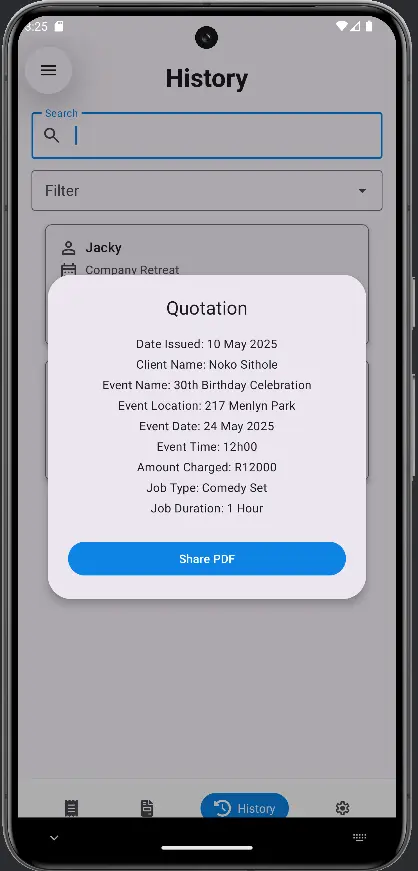 8:25
History
Search
Filter
Jacky
Company Retreat
Quotation
Date Issued: 10 May 2025
Client Name: Noko Sithole
Event Name: 30th Birthday Celebration
Event Location: 217 Menlyn Park
Event Date: 24 May 2025
Event Time: 12h00
Amount Charged: R12000
Job Type: Comedy Set
Job Duration: 1 Hour
Share PDF
History